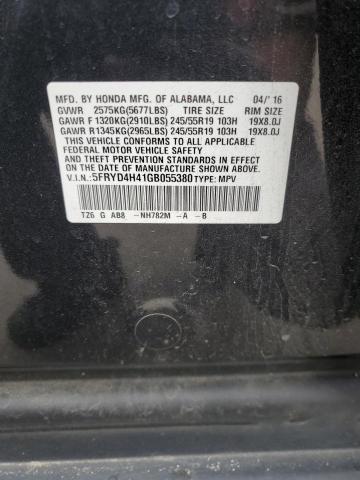 MFD. BY HONDA MFG. OF ALABAMA, LLC 04/'16
GVWR 2575KG(5677LBS) TIRE SIZE RIM SIZE
GAWR F 1320KG(2910LBS) 245/55R19 103H 19X8.0J
GAWR R 1345KG(2965LBS) 245/55R19 103H 19X8.0J
THIS VEHICLE CONFORMS TO ALL APPLICABLE
FEDERAL MOTOR VEHICLE SAFETY STANDARDS IN
EFFECT ON THE DATE OF MANUFACTURE SHOWN ABOVE.
V.I.N.: 5FRYD4H41GB055380 TYPE: MPV
TZ6 G AB8 -NH782M -A -B